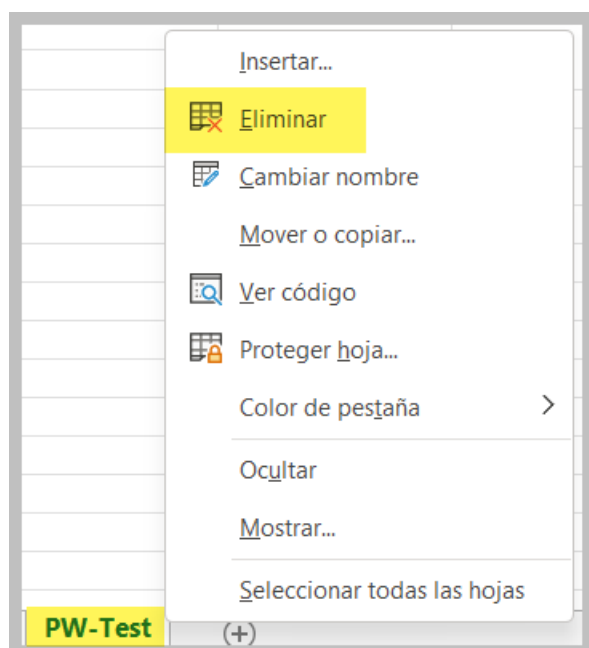 Insertar...
Eliminar
Cambiar nombre
Mover o copiar...
Ver código
Proteger hoja...
Color de pestaña
Ocultar
Mostrar...
Seleccionar todas las hojas
PW-Test